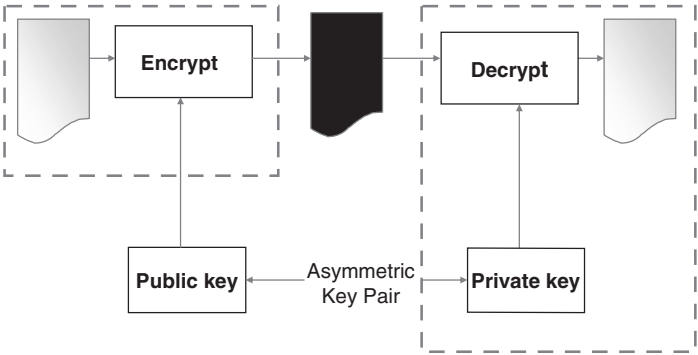 Encrypt
Decrypt
Public key
Asymmetric
Key Pair
Private key